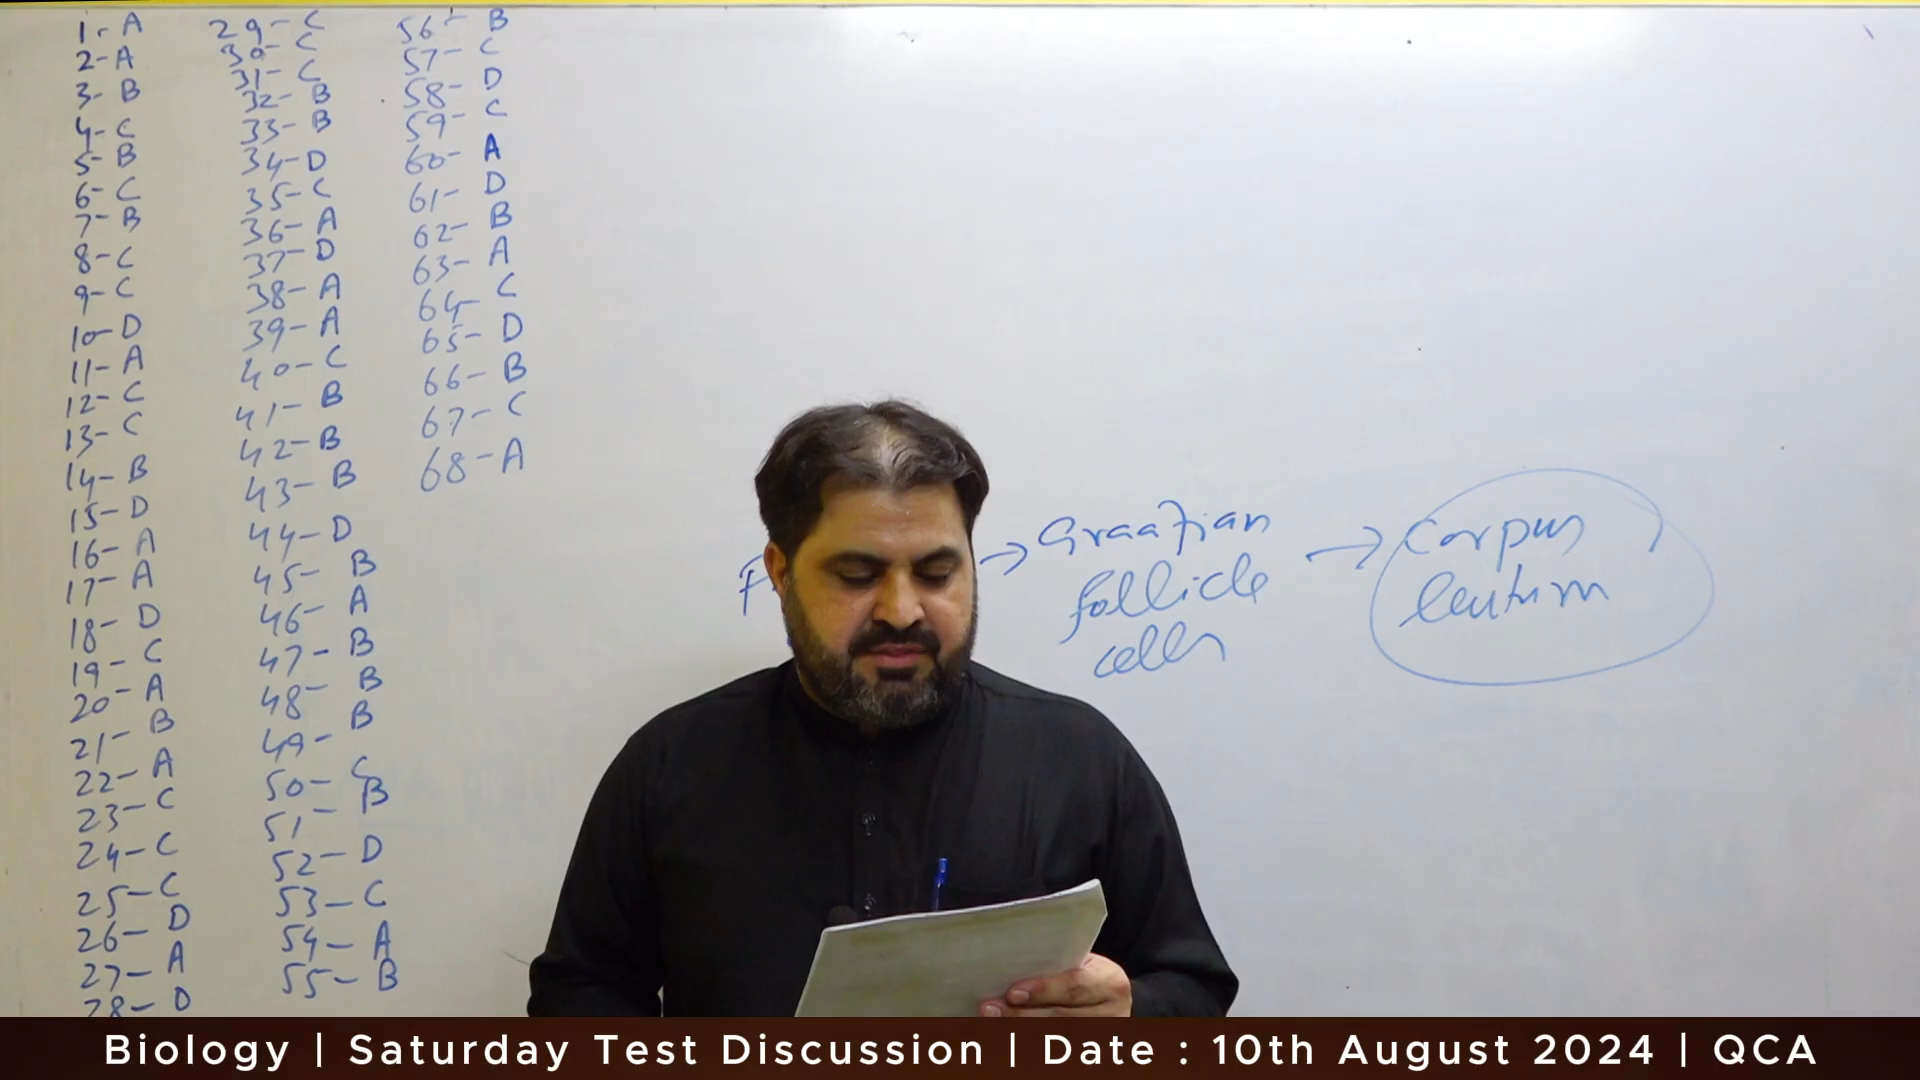 1- A
2- A
3- B
4- C
5- B
6- C
7- B
8- C
9- C
10- D
11- A
12- C
13- C
14- B
15- D
16- A
17- A
18- D
19- C
20- A
21- B
22- A
23- C
24- C
25- C
26- D
27- A
28- D
29- C
30- C
31- C
32- B
33- B
34- D
35- C
36- A
37- D
38- A
39- A
40- C
41- B
42- B
43- B
44- D
45- B
46- A
47- B
48- B
49- B
50- C
51- B
52- D
53- C
54- A
55- B
56- B
57- C
58- D
59- C
60- A
61- D
62- B
63- A
64- C
65- D
66- B
67- C
68- A
→ Graafian → Corpus
follicle
cells
Biology | Saturday Test Discussion | Date : 10th August 2024 | QCA